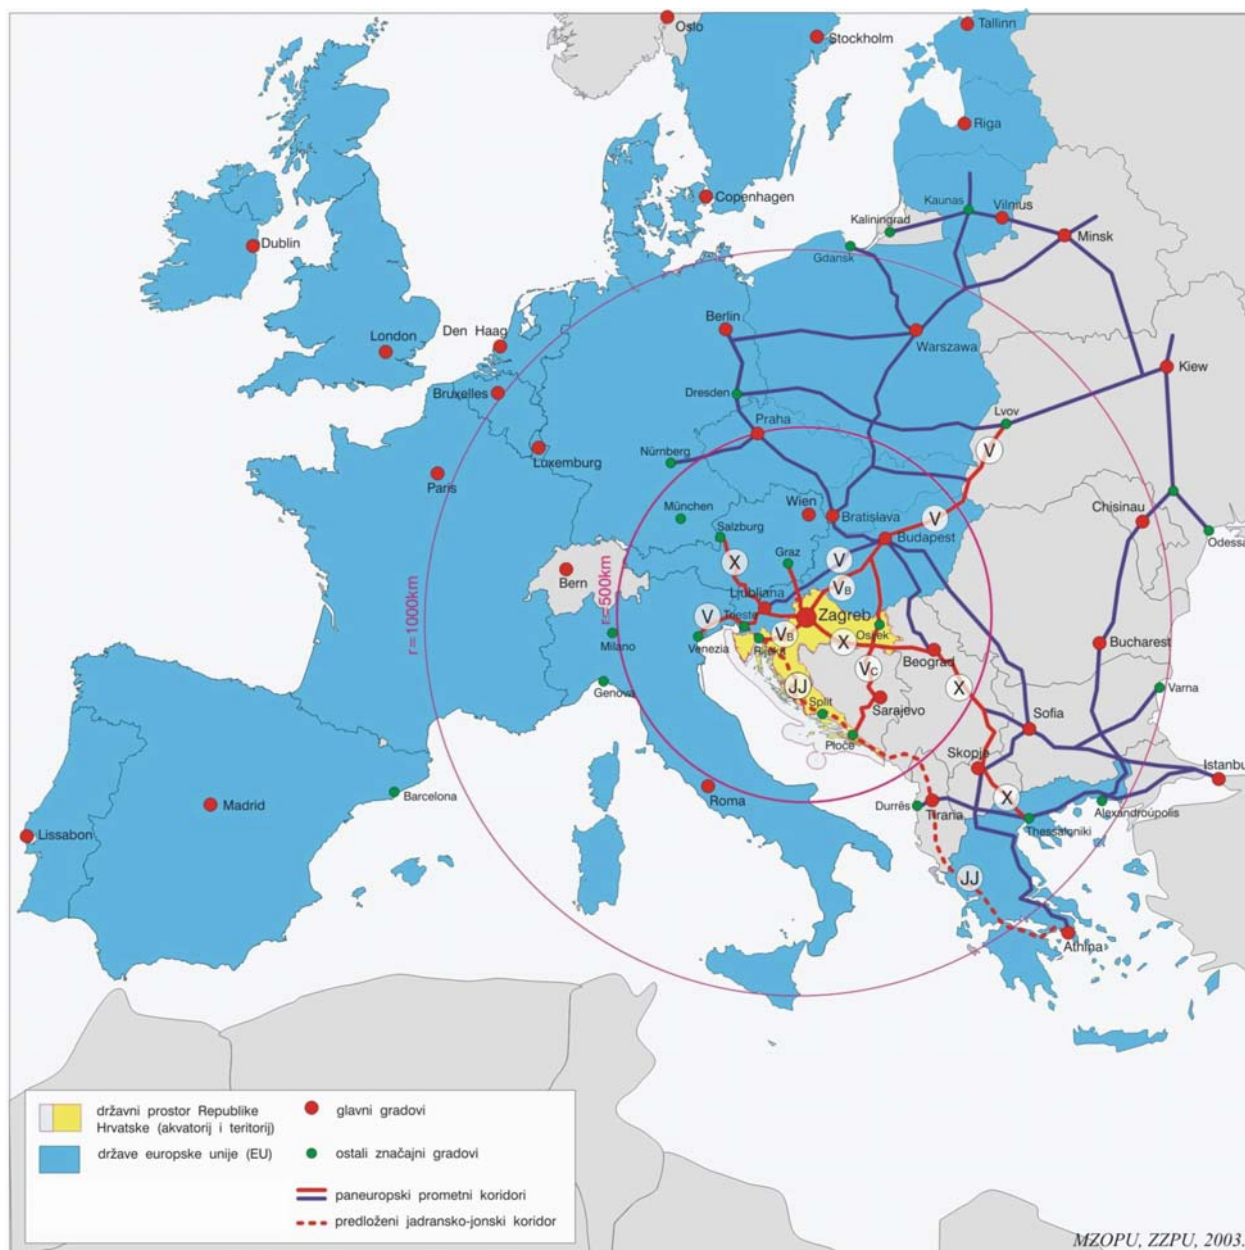 Oslo
Stockholm
Tallinn
Riga
Copenhagen
Kaunas
Vilnius
Kaliningrad
Minsk
Dublin
Gdansk
Berlin
London
Den Haag
Warszawa
Kiew
Bruxelles
Dresden
Praha
Lvov
Luxemburg
Nürnberg
V
Paris
München
Wien
Bratislava
V
Chisinau
Salzburg
Budapest
Odessa
Graz
V
X
Bern
r=1000km
r=500km
Ljubljana
VB
V
Trieste
Zagreb
VB
X
Osijek
Venezia
Rijeka
Milano
Beograd
Bucharest
VC
JJ
X
Varna
Genova
Split
Sarajevo
Sofia
Ploče
Skopje
Istanbu
Barcelona
Madrid
Roma
Durrës
Tirana
X
Alexandroúpolis
Thessaloniki
Lissabon
JJ
Athina
državni prostor Republike
Hrvatske (akvatorij i teritorij)
države europske unije (EU)
glavni gradovi
ostali značajni gradovi
paneuropski prometni koridori
predloženi jadransko-jonski koridor
MZOPU, ZZPU, 2003.